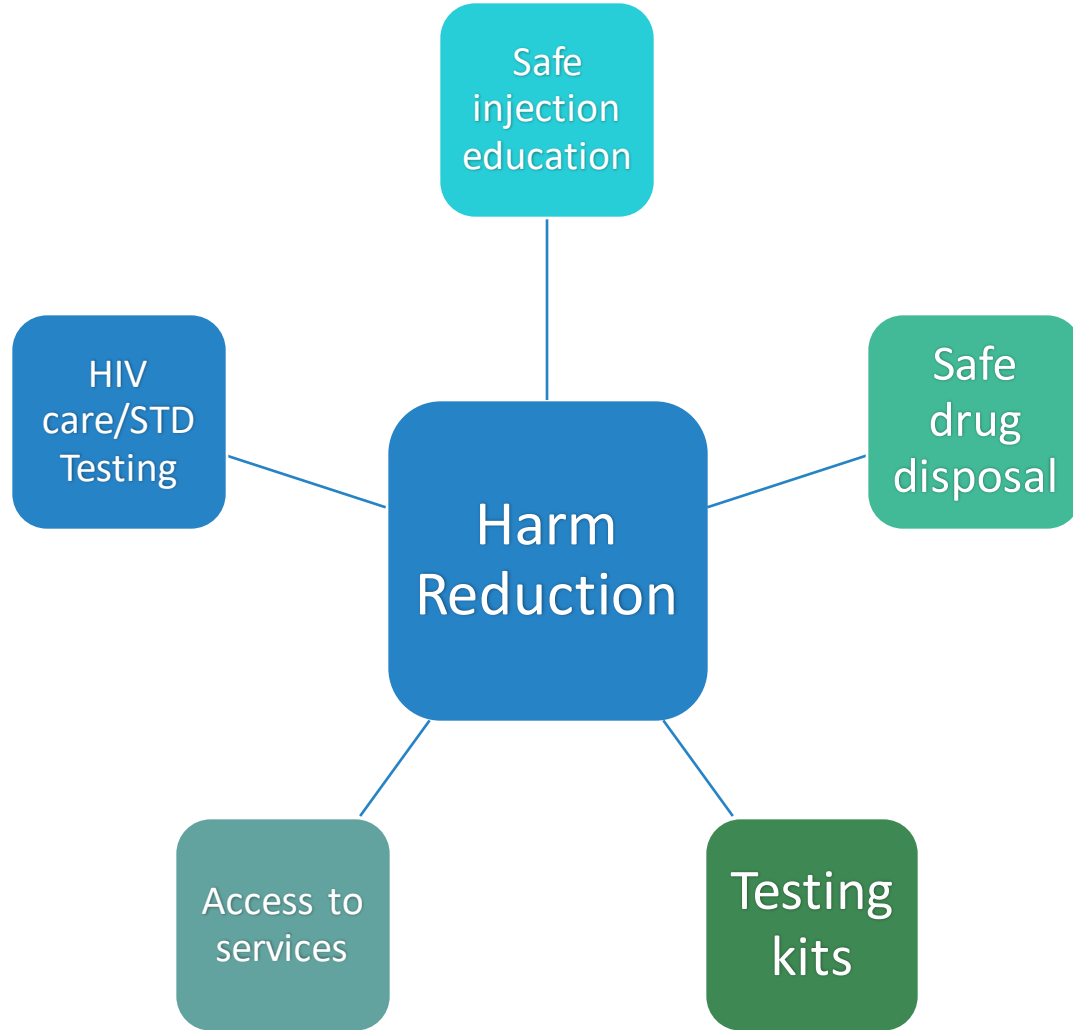 Safe
injection
education
HIV
care/STD
Testing
Safe
drug
disposal
Harm
Reduction
Access to
services
Testing
kits